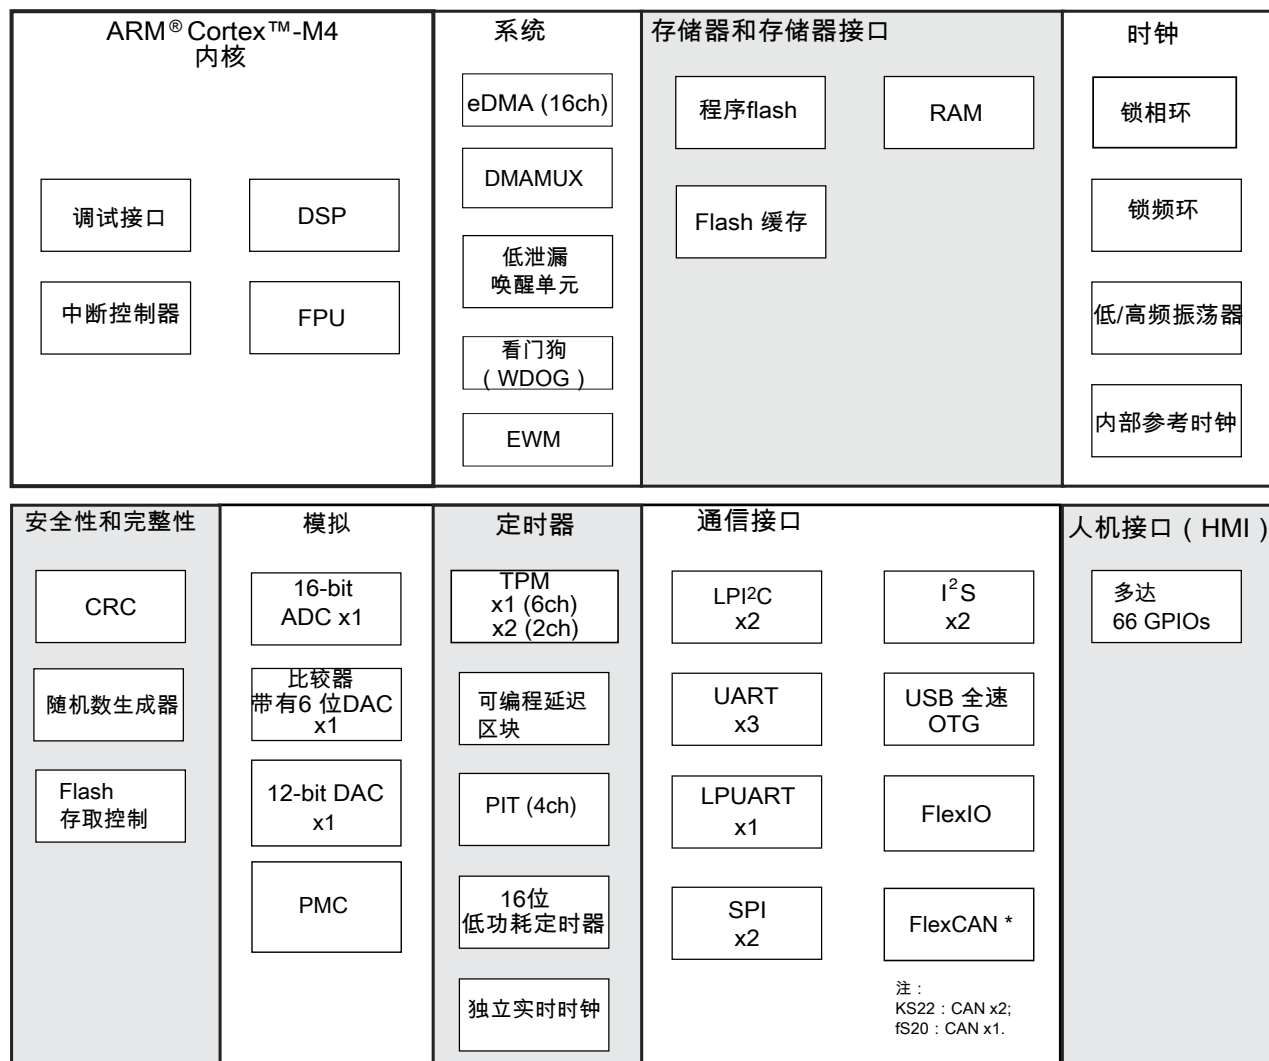 ARM® Cortex™-M4
内核
调试接口
DSP
中断控制器
FPU
系统
eDMA (16ch)
DMAMUX
低泄漏
唤醒单元
看门狗
（WDOG）
EWM
存储器和存储器接口
程序flash
RAM
Flash 缓存
时钟
锁相环
锁频环
低/高频振荡器
内部参考时钟
安全性和完整性
CRC
随机数生成器
Flash
存取控制
模拟
16-bit
ADC x1
比较器
带有6 位DAC
x1
12-bit DAC
x1
PMC
定时器
TPM
x1 (6ch)
x2 (2ch)
可编程延迟
区块
PIT (4ch)
16位
低功耗定时器
独立实时时钟
通信接口
LPI²C
x2
I²S
x2
UART
x3
USB 全速
OTG
LPUART
x1
FlexIO
SPI
x2
FlexCAN *
注：
KS22：CAN x2;
fS20：CAN x1.
人机接口（HMI）
多达
66 GPIOs